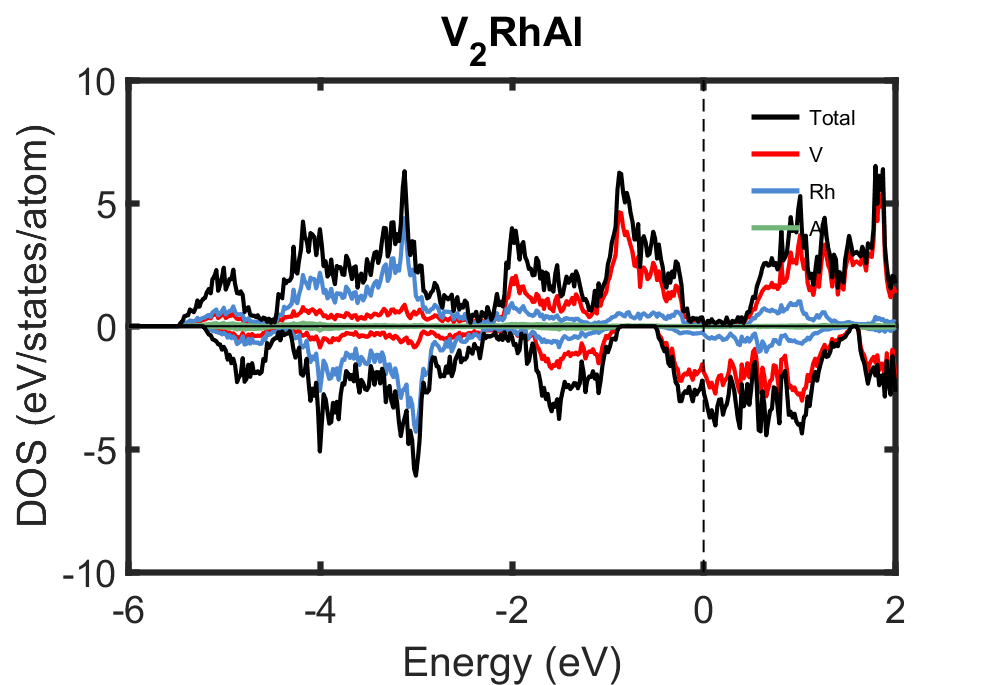 V₂RhAl
10
5
0
-5
-10
DOS (eV/states/atom)
-6
-4
-2
0
2
Energy (eV)
Total
V
Rh